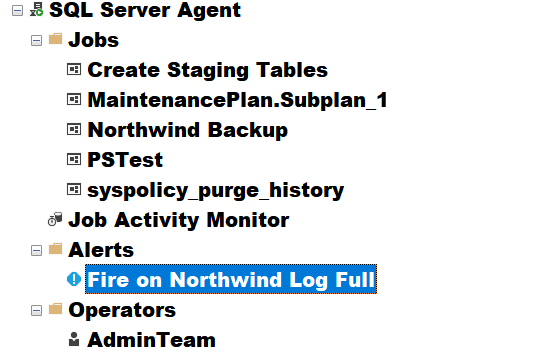 SQL Server Agent
Jobs
Create Staging Tables
MaintenancePlan.Subplan_1
Northwind Backup
PSTest
syspolicy_purge_history
Job Activity Monitor
Alerts
Fire on Northwind Log Full
Operators
AdminTeam